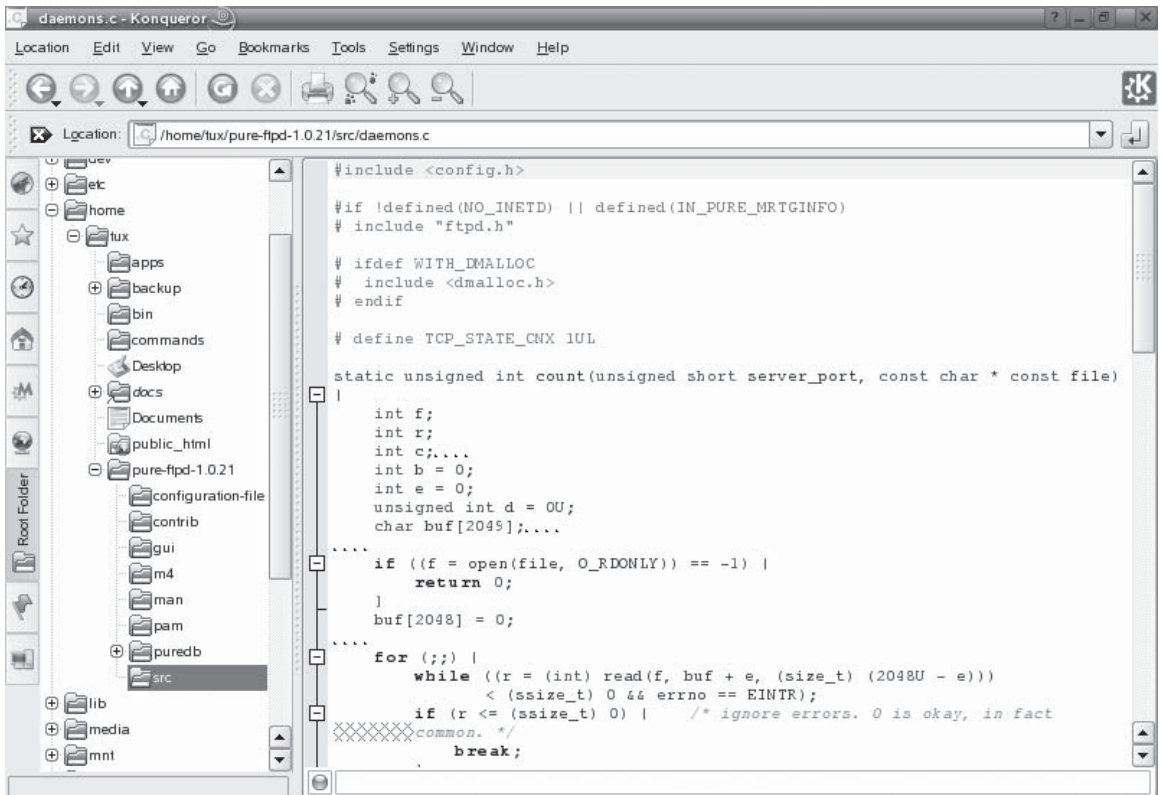 daemons.c - Konqueror
Location Edit View Go Bookmarks Tools Settings Window Help
Location: /home/tux/pure-ftpd-1.0.21/src/daemons.c
Root Folder
dev
etc
home
tux
apps
backup
bin
commands
Desktop
docs
Documents
public_html
pure-ftpd-1.0.21
configuration-file
contrib
gui
m4
man
pam
puredb
src
lib
media
mnt
#include <config.h>
#if !defined(NO_INETD) || defined(IN_PURE_MRTGINFO)
# include "ftpd.h"
# ifdef WITH_DMALLOC
#  include <dmalloc.h>
# endif
# define TCP_STATE_CNX 1UL
static unsigned int count(unsigned short server_port, const char * const file)
{
int f;
int r;
int c;....
int b = 0;
int e = 0;
unsigned int d = 0U;
char buf[2049];....
....
if ((f = open(file, O_RDONLY)) == -1) {
return 0;
}
buf[2048] = 0;
....
for (;;) {
while ((r = (int) read(f, buf + e, (size_t) (2048U - e)))
< (ssize_t) 0 && errno == EINTR);
if (r <= (ssize_t) 0) {    /* ignore errors. 0 is okay, in fact
common. */
break;